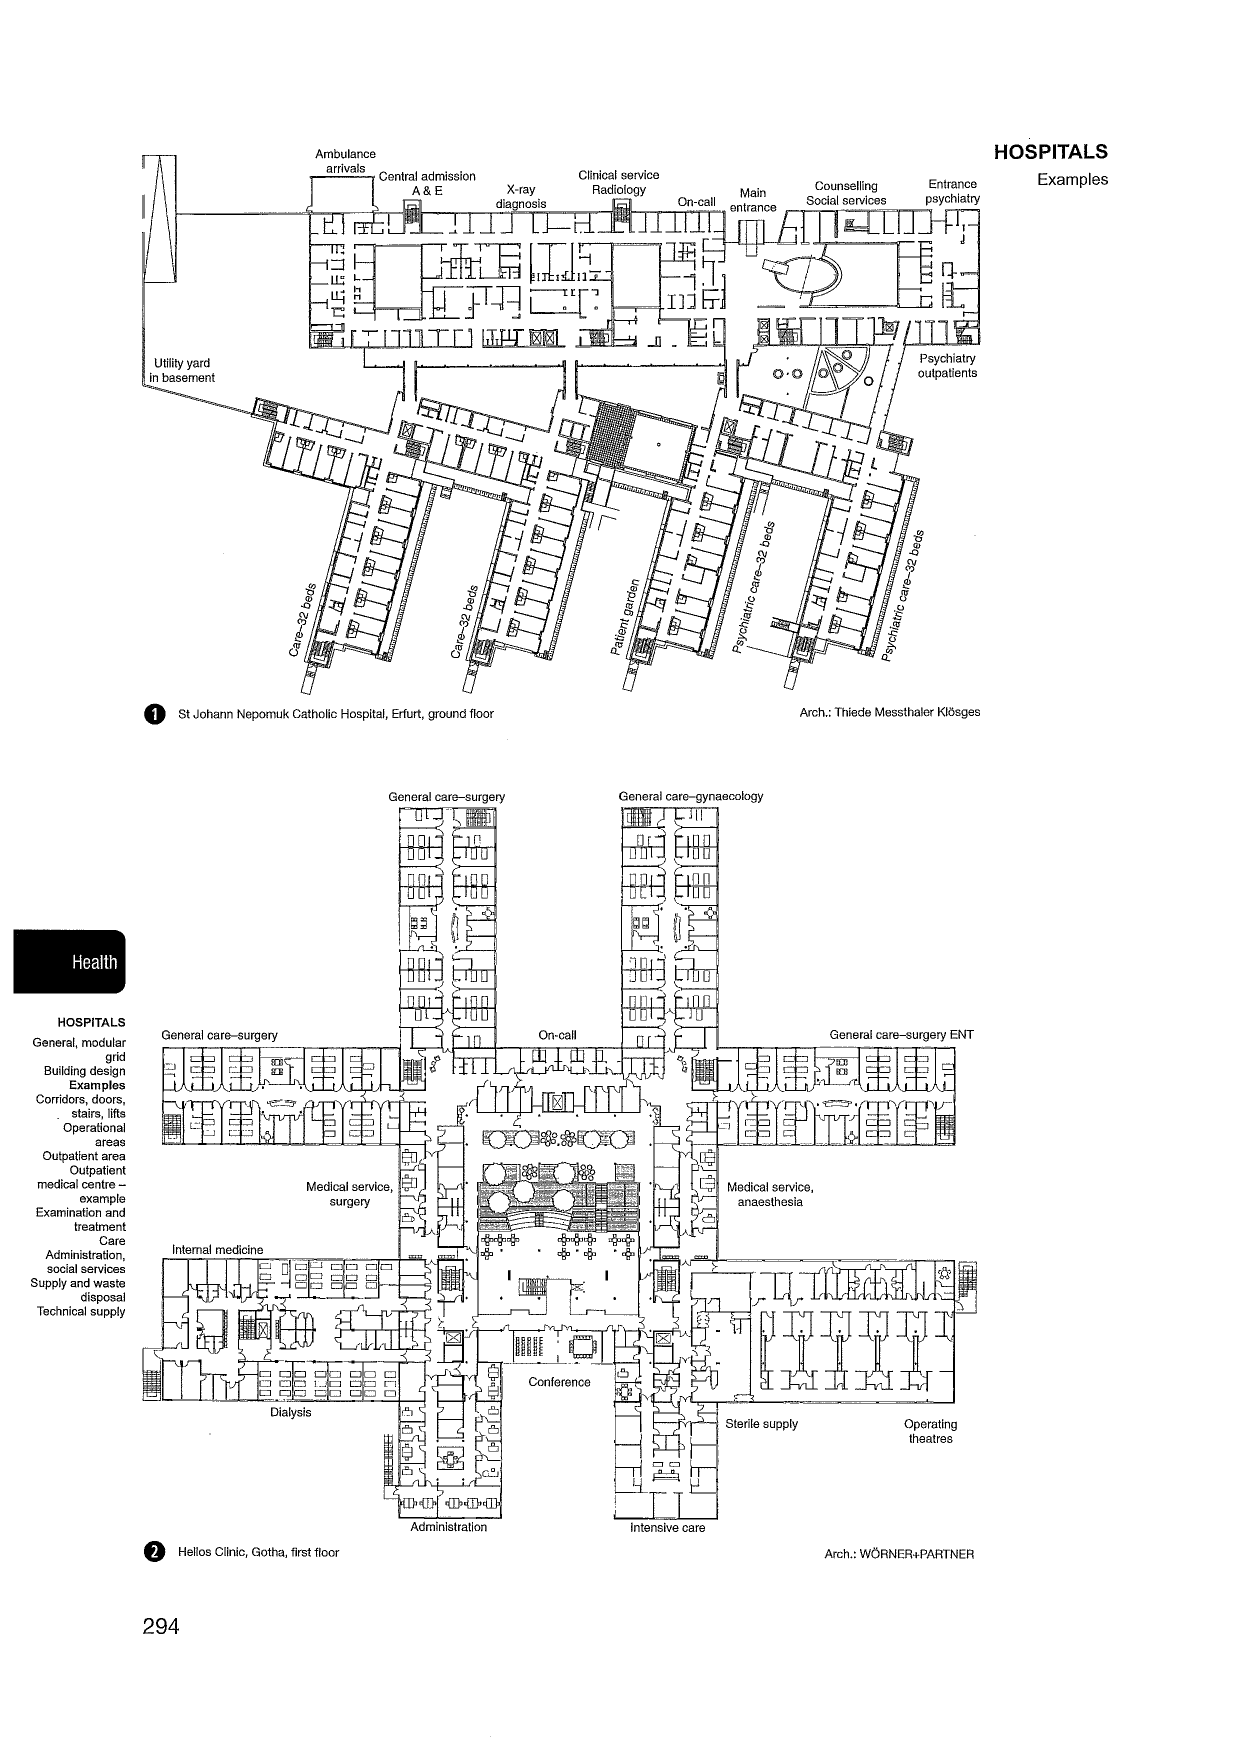 HOSPITALS
Examples
Ambulance
arrivals
Central admission
A & E
X-ray
diagnosis
Clinical service
Radiology
On-call
Main
entrance
Counselling
Social services
Entrance
psychiatry
Utility yard
in basement
Psychiatry
outpatients
Care–32 beds
Care–32 beds
Patient garden
Psychiatric care–32 beds
Psychiatric care–32 beds
1 St Johann Nepomuk Catholic Hospital, Erfurt, ground floor
Arch.: Thiede Messthaler Klösges
General care–surgery
General care–gynaecology
Health
HOSPITALS
General, modular
grid
Building design
Examples
Corridors, doors,
stairs, lifts
Operational
areas
Outpatient area
Outpatient
medical centre –
example
Examination and
treatment
Care
Administration,
social services
Supply and waste
disposal
Technical supply
General care–surgery
On-call
General care–surgery ENT
Medical service,
surgery
Medical service,
anaesthesia
Internal medicine
Conference
Dialysis
Sterile supply
Operating
theatres
Administration
Intensive care
2 Helios Clinic, Gotha, first floor
Arch.: WÖRNER+PARTNER
294